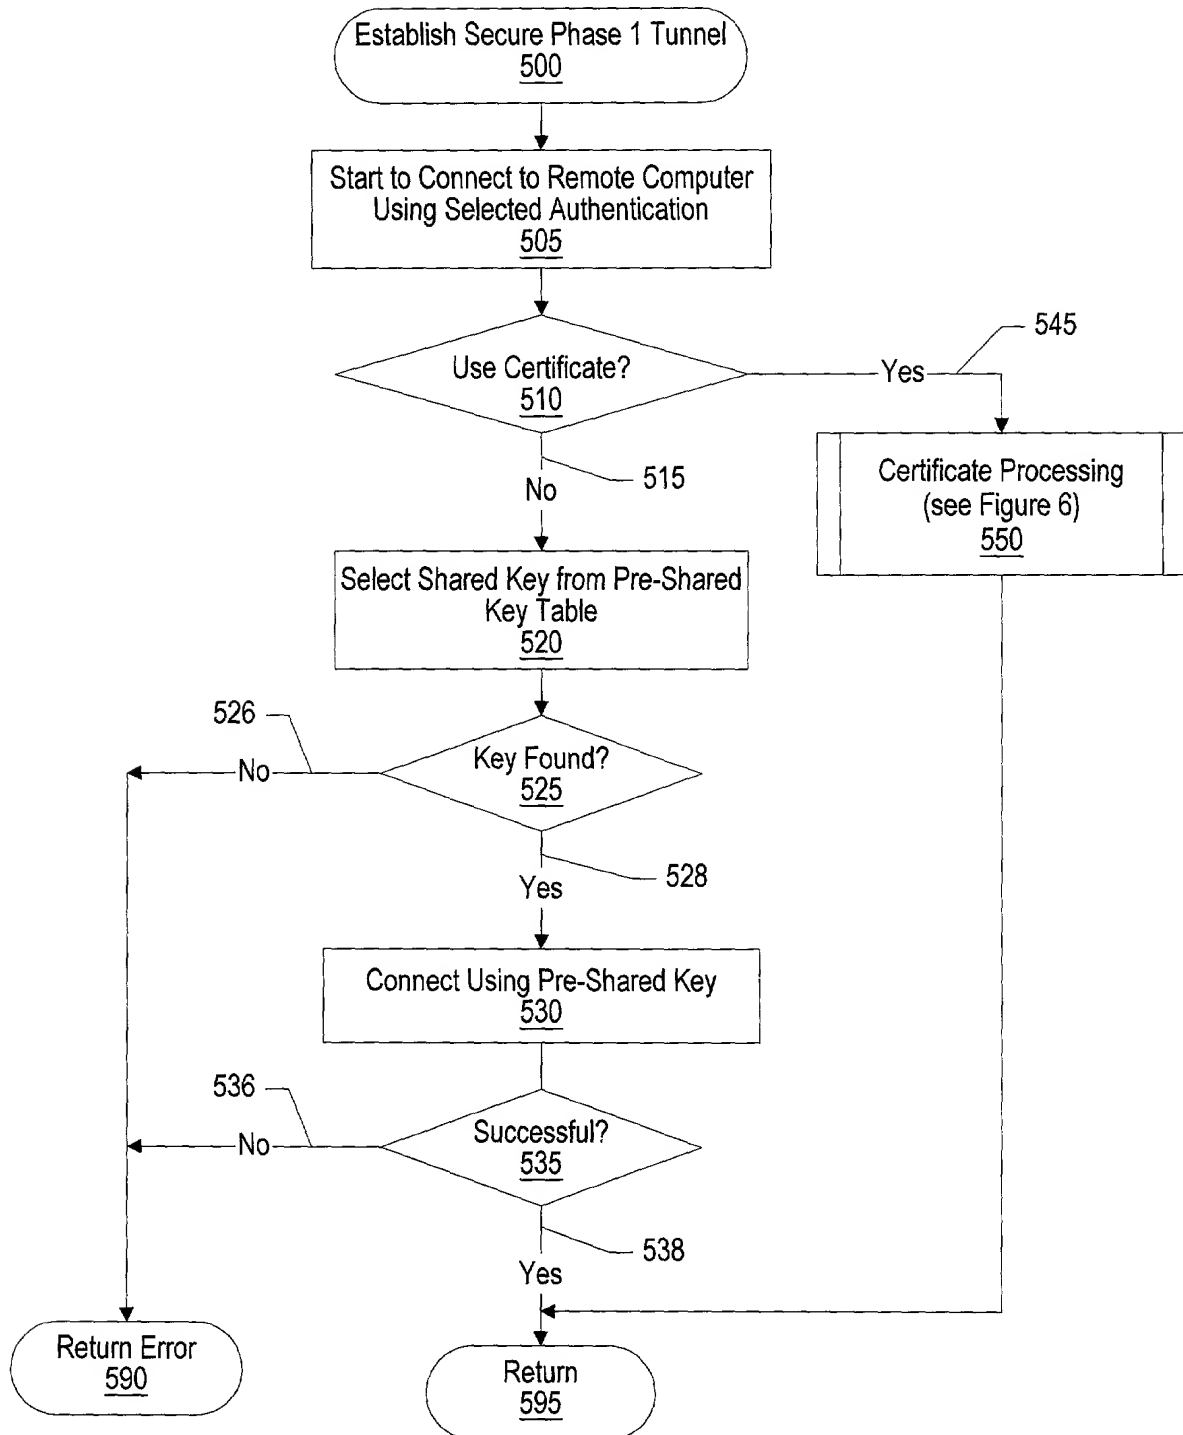 Establish Secure Phase 1 Tunnel
500
Start to Connect to Remote Computer
Using Selected Authentication
505
Use Certificate?
510
Yes
545
No
515
Certificate Processing
(see Figure 6)
550
Select Shared Key from Pre-Shared
Key Table
520
526
No
Key Found?
525
528
Yes
Connect Using Pre-Shared Key
530
536
No
Successful?
535
538
Yes
Return Error
590
Return
595